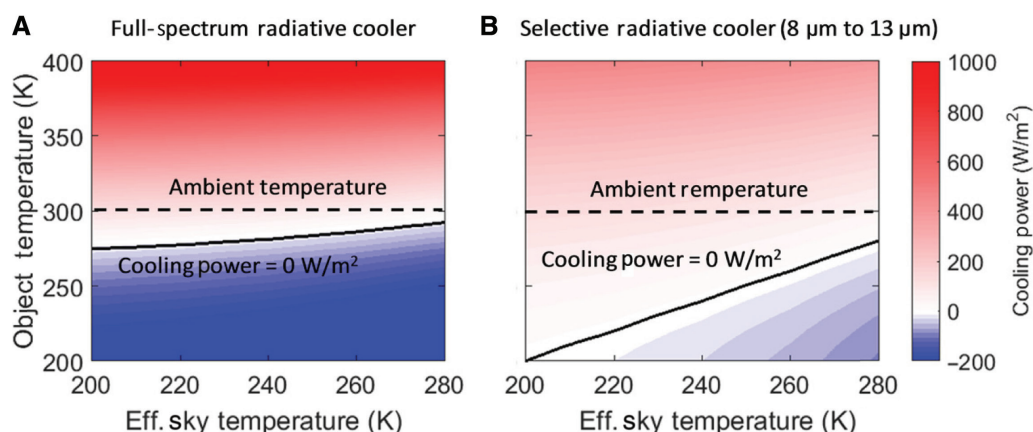 A Full-spectrum radiative cooler
B Selective radiative cooler (8 μm to 13 μm)
400
350
300
250
200
Object temperature (K)
Ambient temperature
Cooling power = 0 W/m²
200 220 240 260 280
Eff. sky temperature (K)
Ambient remperature
Cooling power = 0 W/m²
200 220 240 260 280
Eff. sky temperature (K)
1000
800
600
400
200
0
−200
Cooling power (W/m²)